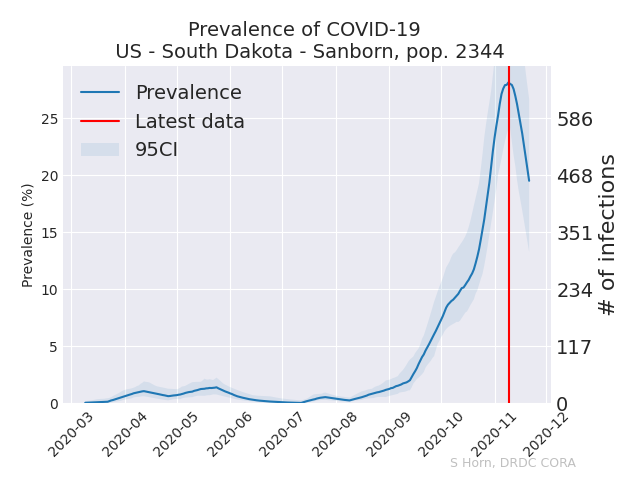 Prevalence of COVID-19
US - South Dakota - Sanborn, pop. 2344
Prevalence
Latest data
95CI
Prevalence (%)
25
20
15
10
5
0
586
468
351
234
117
0
# of infections
2020-03
2020-04
2020-05
2020-06
2020-07
2020-08
2020-09
2020-10
2020-11
2020-12
S Horn, DRDC CORA